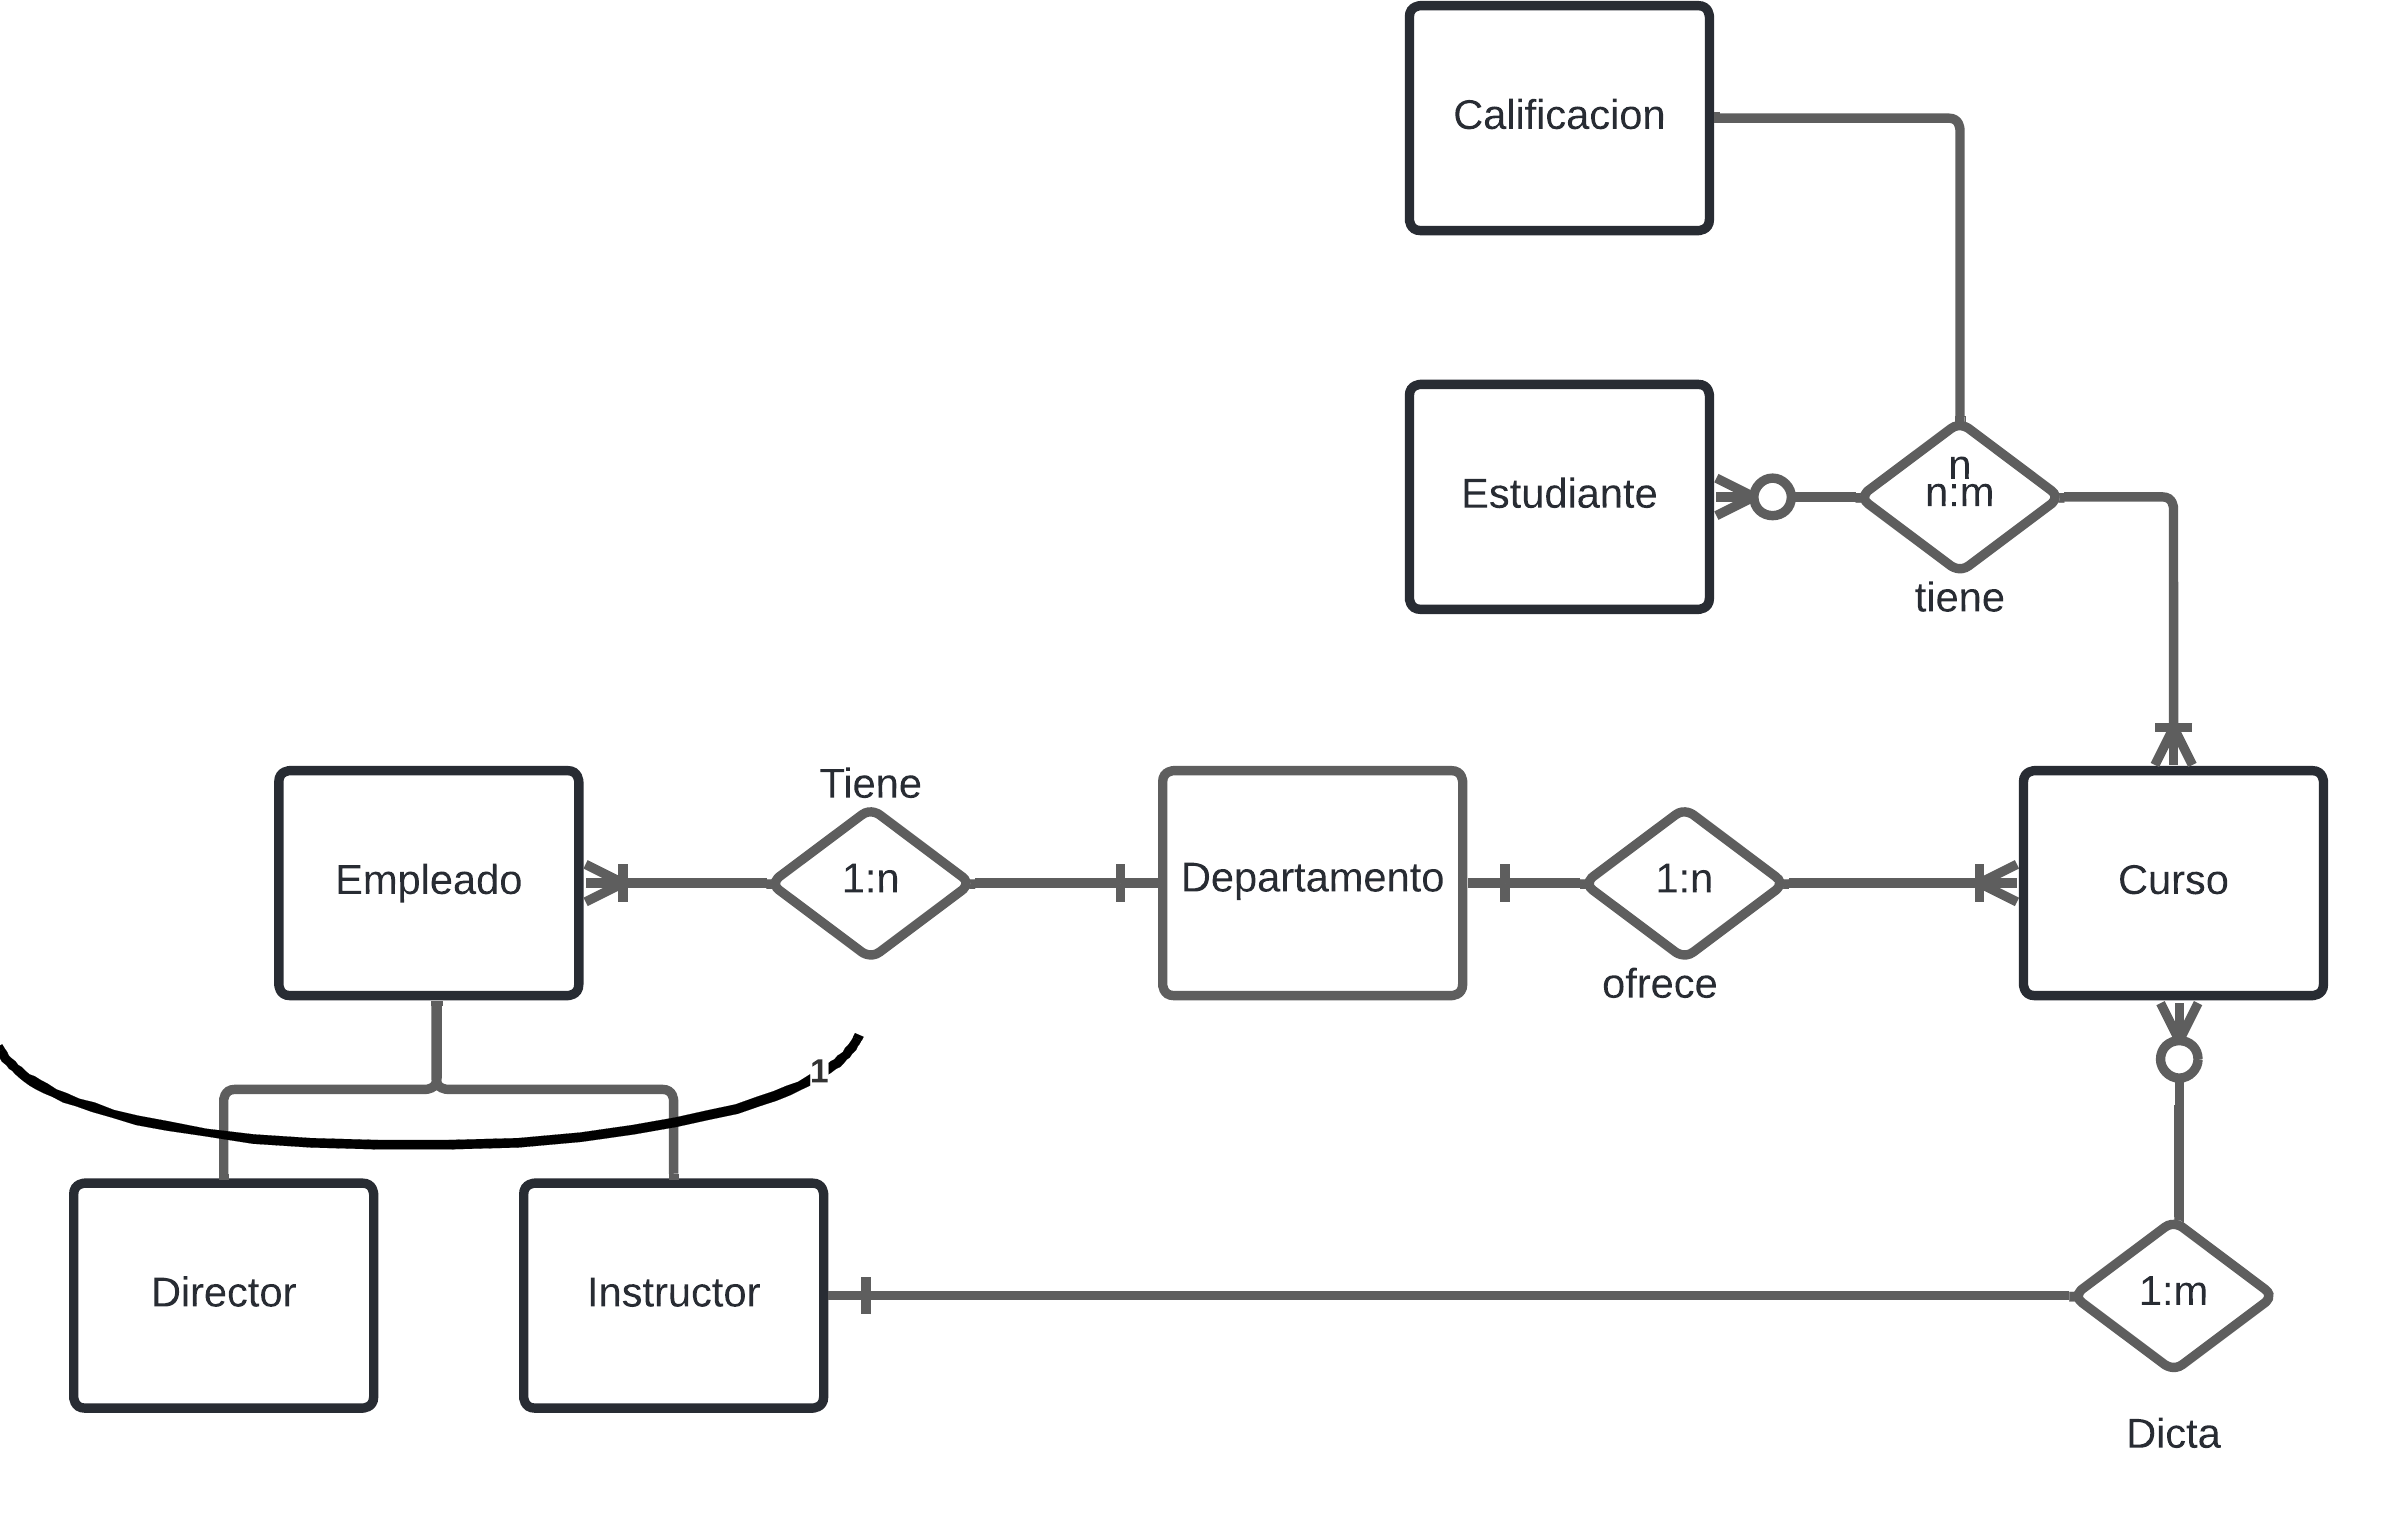 Calificacion
Estudiante
n
n:m
tiene
Empleado
Tiene
1:n
Departamento
1:n
ofrece
Curso
1
Director
Instructor
1:m
Dicta